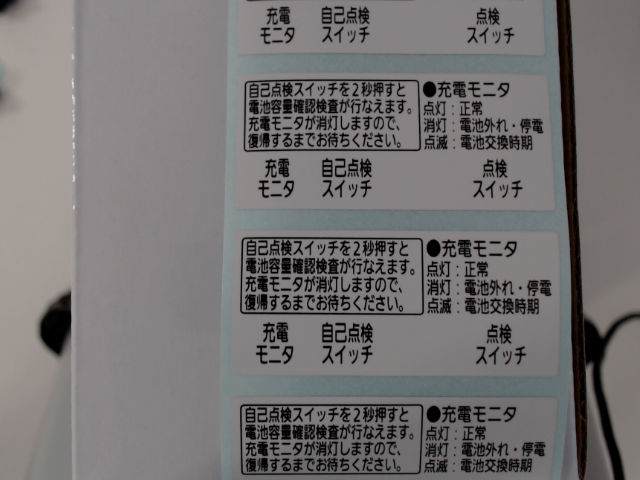 充電 自己点検 点検
モニタ スイッチ スイッチ
自己点検スイッチを2秒押すと
電池容量確認検査が行なえます。
充電モニタが消灯しますので、
復帰するまでお待ちください。
●充電モニタ
点灯：正常
消灯：電池外れ・停電
点滅：電池交換時期
充電 自己点検 点検
モニタ スイッチ スイッチ
自己点検スイッチを2秒押すと
電池容量確認検査が行なえます。
充電モニタが消灯しますので、
復帰するまでお待ちください。
●充電モニタ
点灯：正常
消灯：電池外れ・停電
点滅：電池交換時期
充電 自己点検 点検
モニタ スイッチ スイッチ
自己点検スイッチを2秒押すと
電池容量確認検査が行なえます。
充電モニタが消灯しますので、
復帰するまでお待ちください。
●充電モニタ
点灯：正常
消灯：電池外れ・停電
点滅：電池交換時期